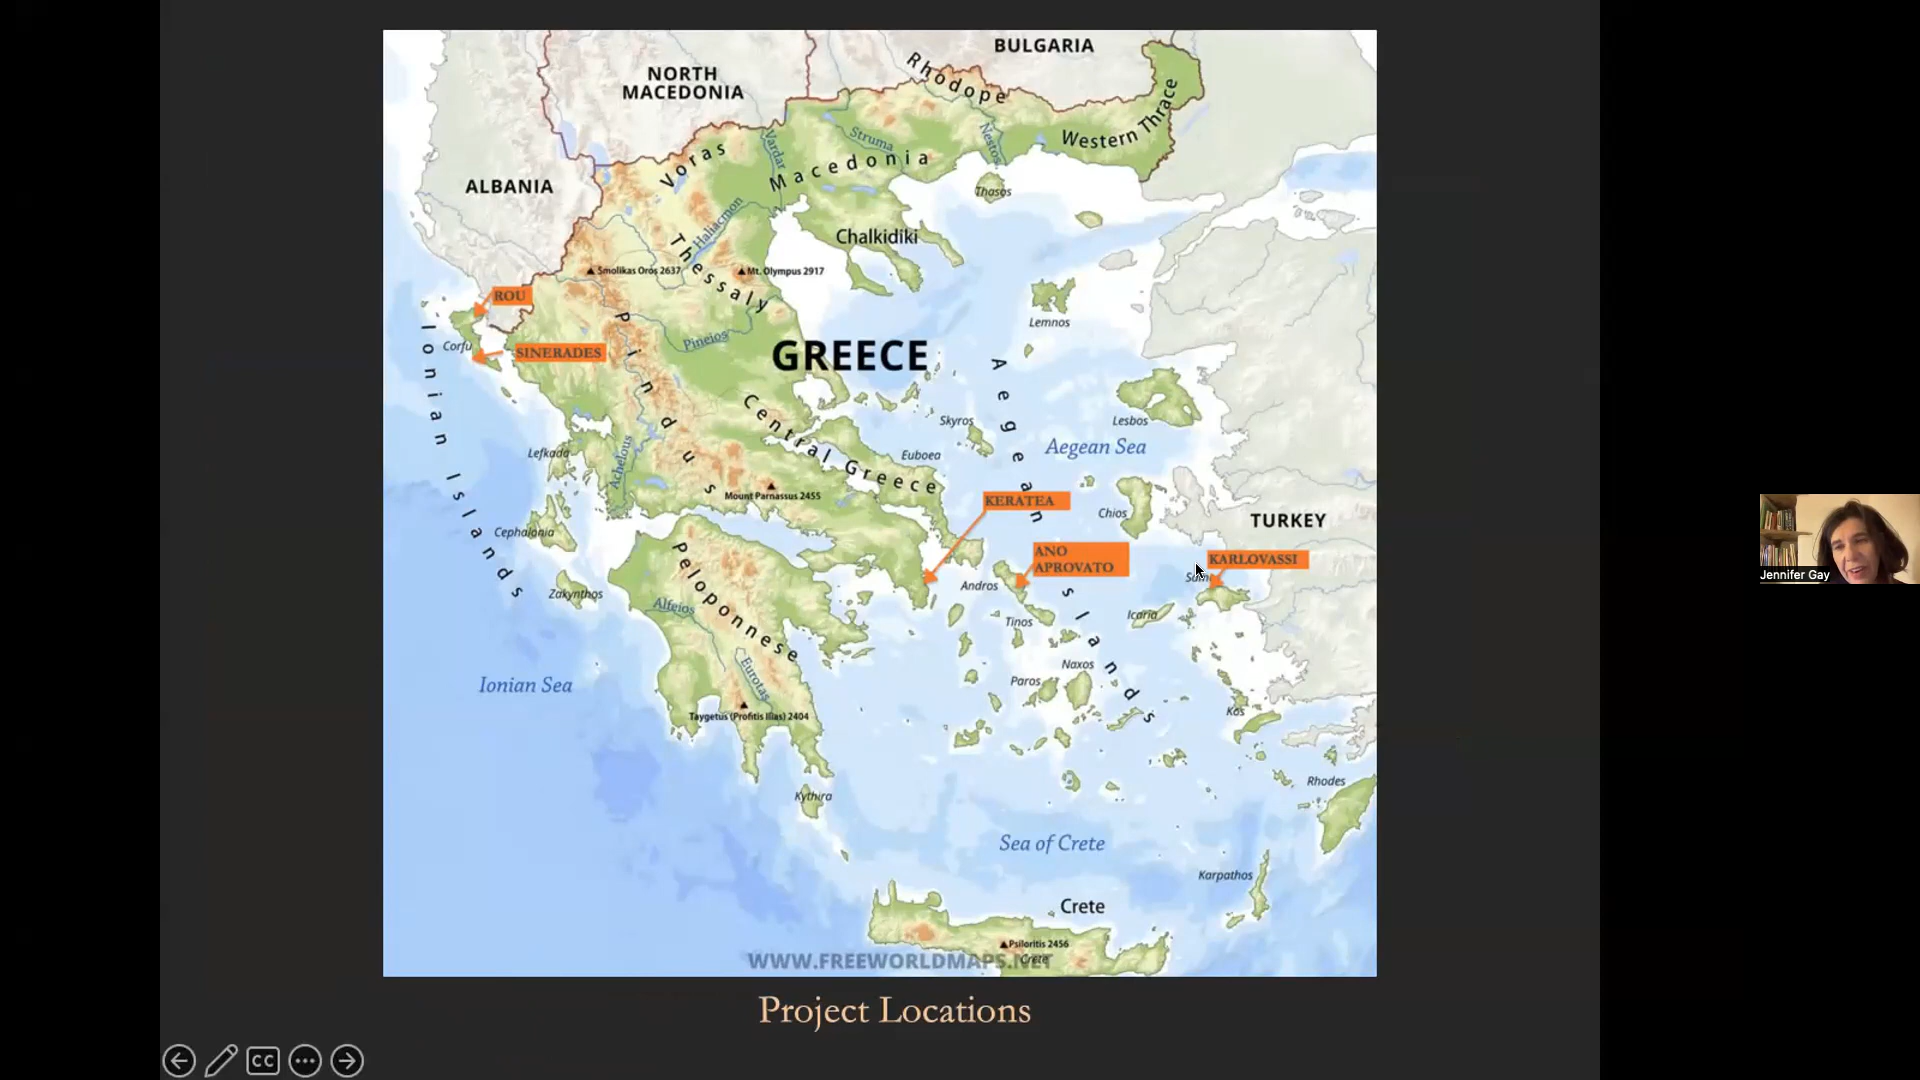 BULGARIA
Rhodope
NORTH
MACEDONIA
Western Thrace
Nestos
Struma
Vardar
Voras
Macedonia
ALBANIA
Thasos
Haliacmon
Chalkidiki
Thessaly
Smolikas Oros 2637
Mt. Olympus 2917
ROU
Lemnos
Pindus
Pineios
Corfu
SINERADES
GREECE
Ionian Islands
Aegean Islands
Central Greece
Skyros
Lesbos
Aegean Sea
Lefkada
Achelous
Euboea
Mount Parnassus 2455
KERATEA
Chios
TURKEY
Cephalonia
Peloponnese
ANO
APROVATO
KARLOVASSI
Jennifer Gay
Andros
Zakynthos
Alfeios
Tinos
Icaria
Eurotas
Naxos
Paros
Ionian Sea
Taygetus (Profitis Ilias) 2404
Kos
Rhodes
Kythira
Sea of Crete
Karpathos
Crete
Psiloritis 2456
Crete
WWW.FREEWORLDMAPS.NET
Project Locations
CC